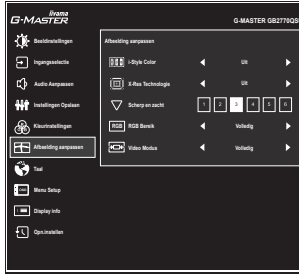 iiyama
G-MASTER
G-MASTER GB2770QS
Beeldinstellingen
Ingangsselectie
Audio Aanpassen
Instellingen Opslaan
Kleurinstellingen
Afbeelding aanpassen
Taal
Menu Setup
Display info
Opn.instellen
Afbeelding aanpassen
i-Style Color Uit
X-Res Technologie Uit
Scherp en zacht 1 2 3 4 5 6
RGB RGB Bereik Volledig
Video Modus Volledig